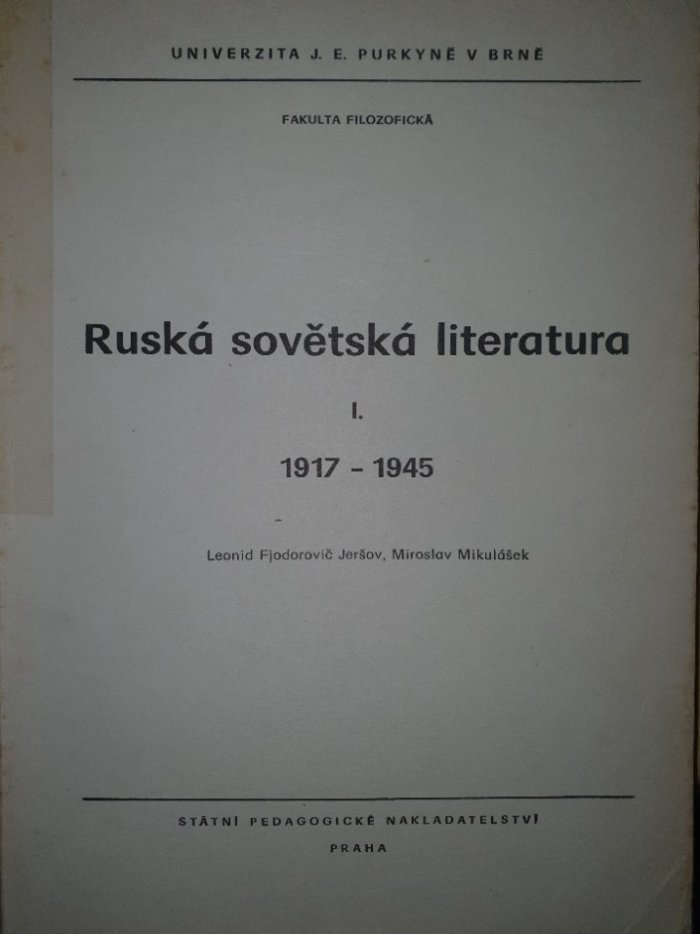 UNIVERZITA J. E. PURKYNĚ V BRNĚ
FAKULTA FILOZOFICKÁ
Ruská sovětská literatura
I.
1917 – 1945
Leonid Fjodorovič Jeršov, Miroslav Mikulášek
STÁTNÍ PEDAGOGICKÉ NAKLADATELSTVÍ
PRAHA